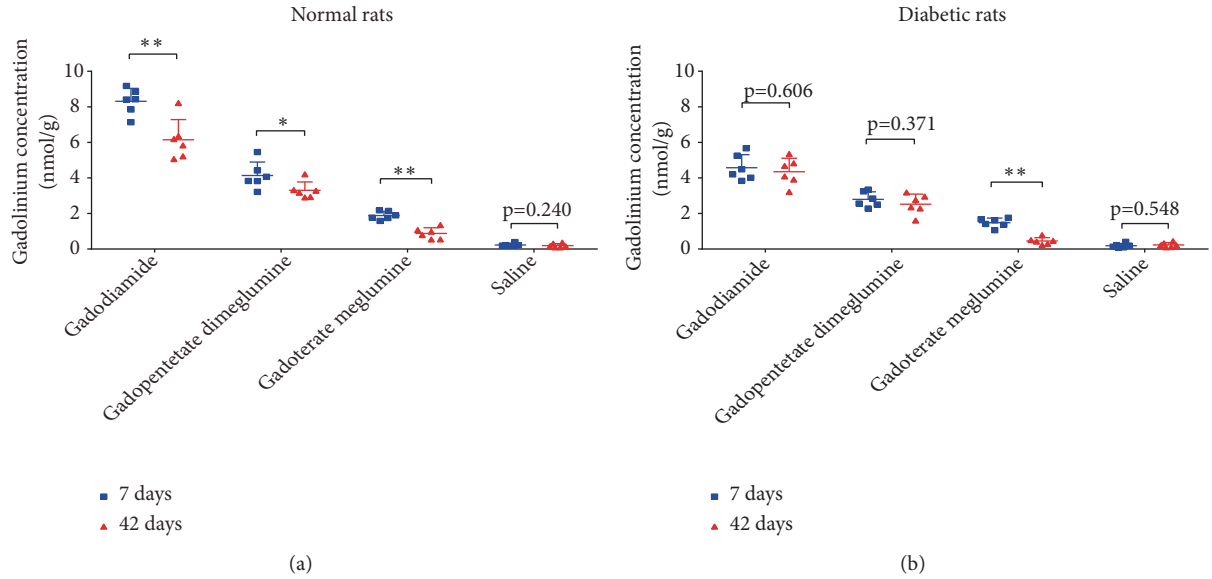 Normal rats
Gadolinium concentration
(nmol/g)
10
8
6
4
2
0
**
*
**
p=0.240
Gadodiamide
Gadopentetate dimeglumine
Gadoterate meglumine
Saline
7 days
42 days
(a)
Diabetic rats
Gadolinium concentration
(nmol/g)
10
8
6
4
2
0
p=0.606
p=0.371
**
p=0.548
Gadodiamide
Gadopentetate dimeglumine
Gadoterate meglumine
Saline
7 days
42 days
(b)